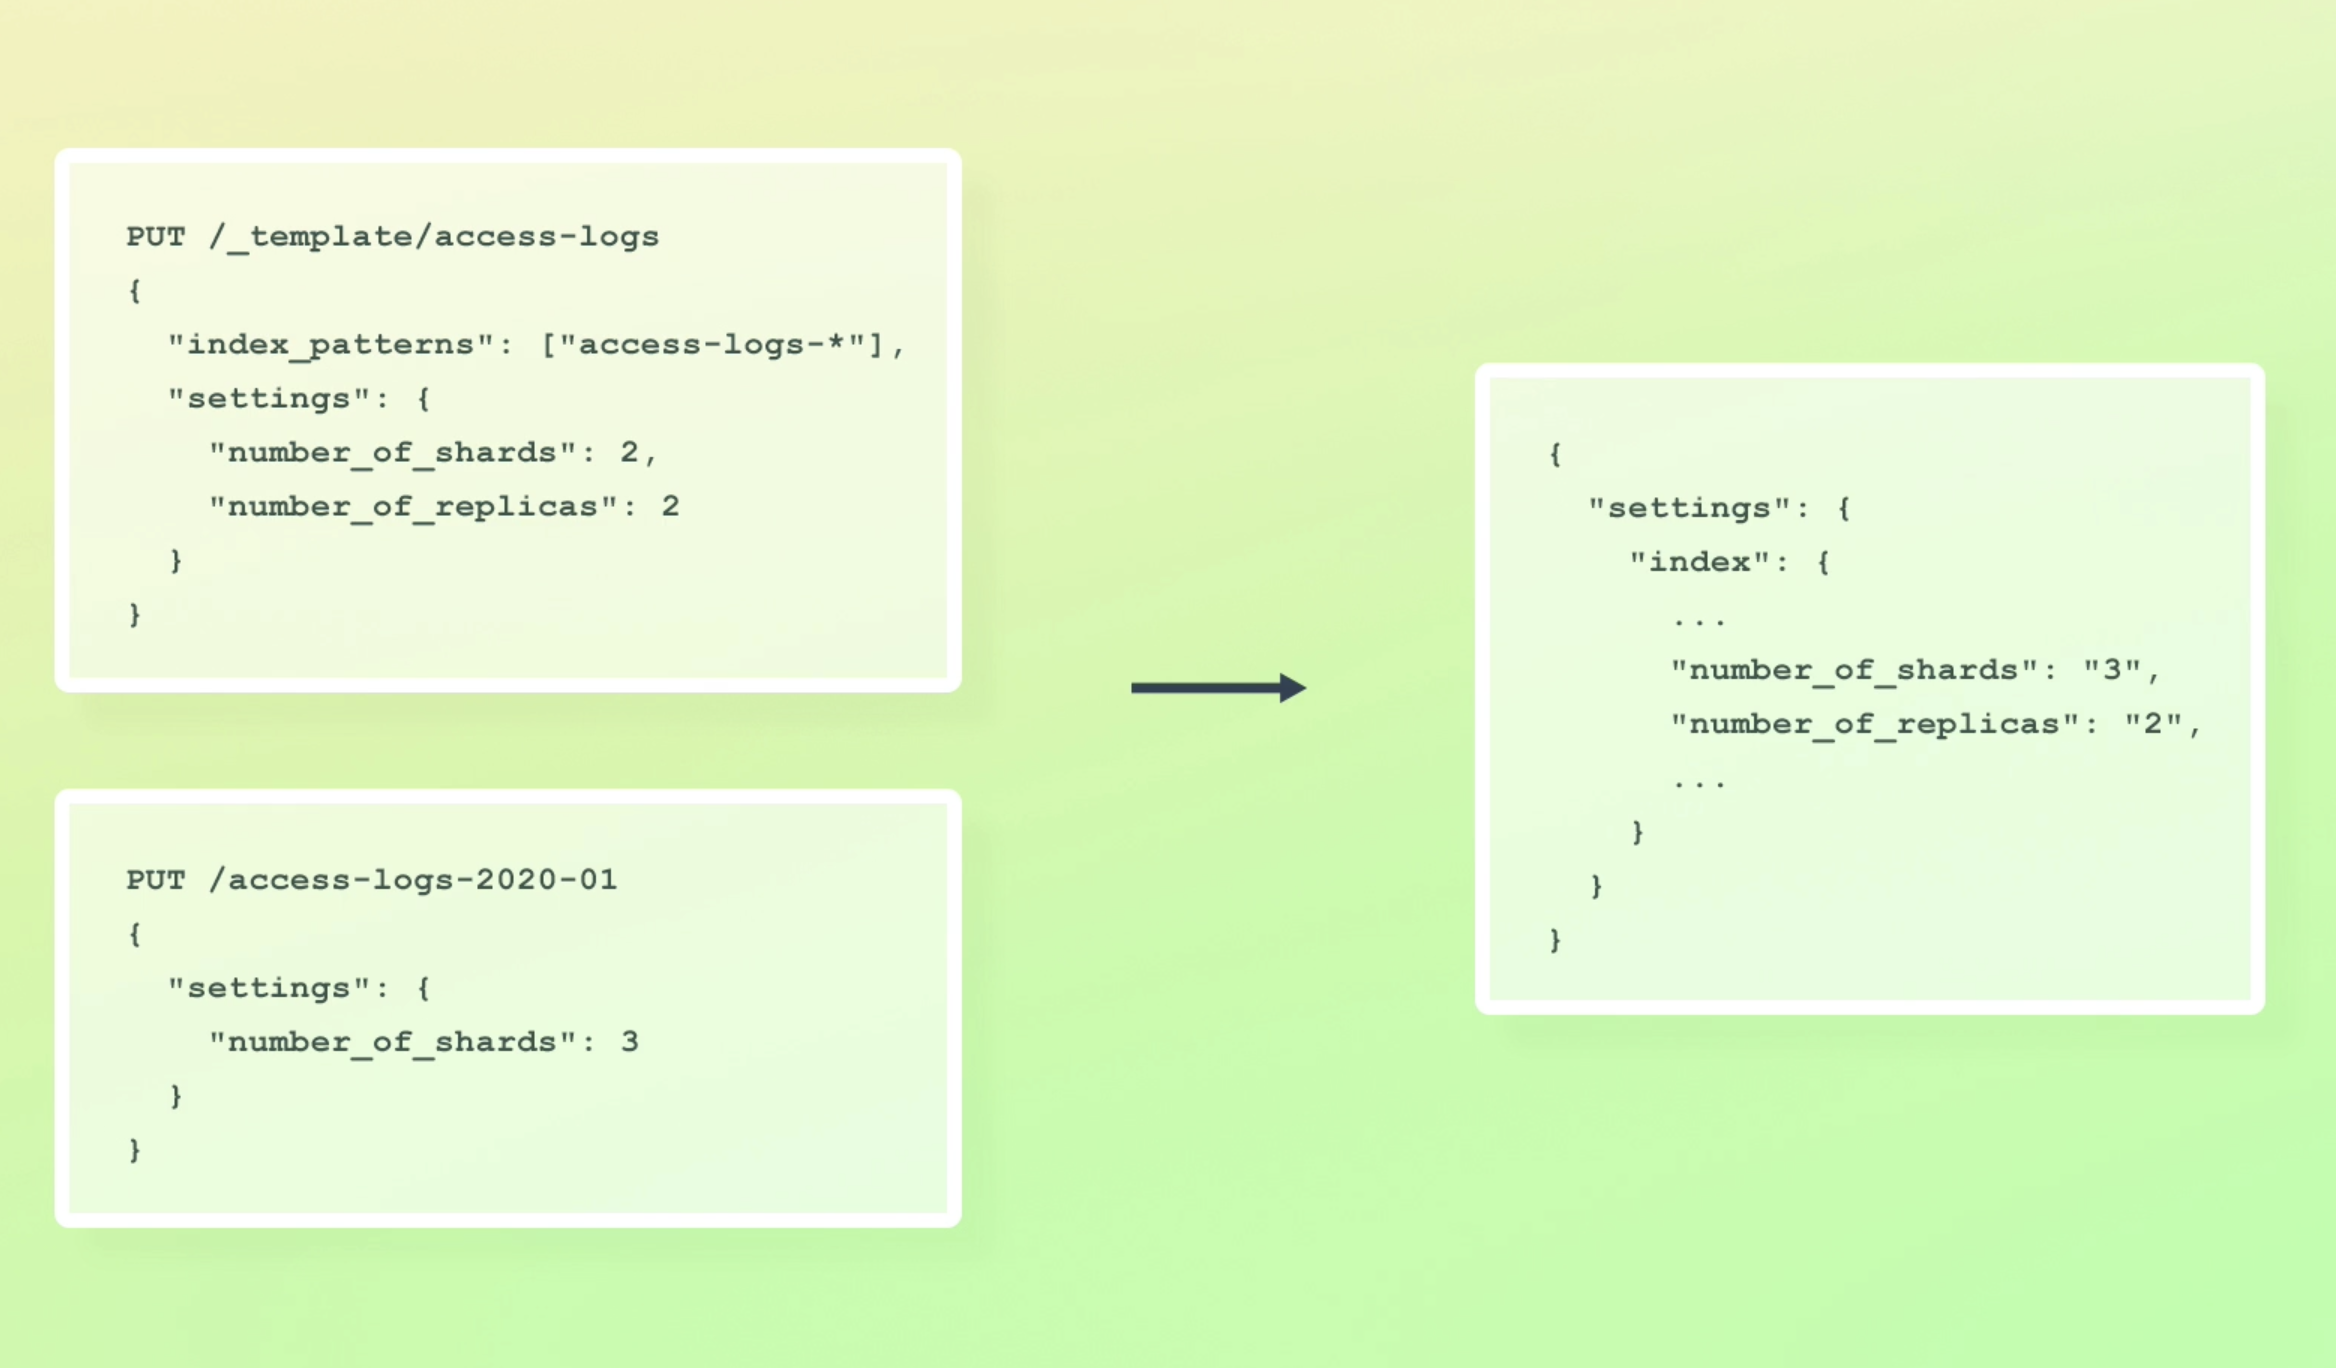 PUT /_template/access-logs
{
  "index_patterns": ["access-logs-*"],
  "settings": {
    "number_of_shards": 2,
    "number_of_replicas": 2
  }
}
PUT /access-logs-2020-01
{
  "settings": {
    "number_of_shards": 3
  }
}
{
  "settings": {
    "index": {
      ...
      "number_of_shards": "3",
      "number_of_replicas": "2",
      ...
    }
  }
}